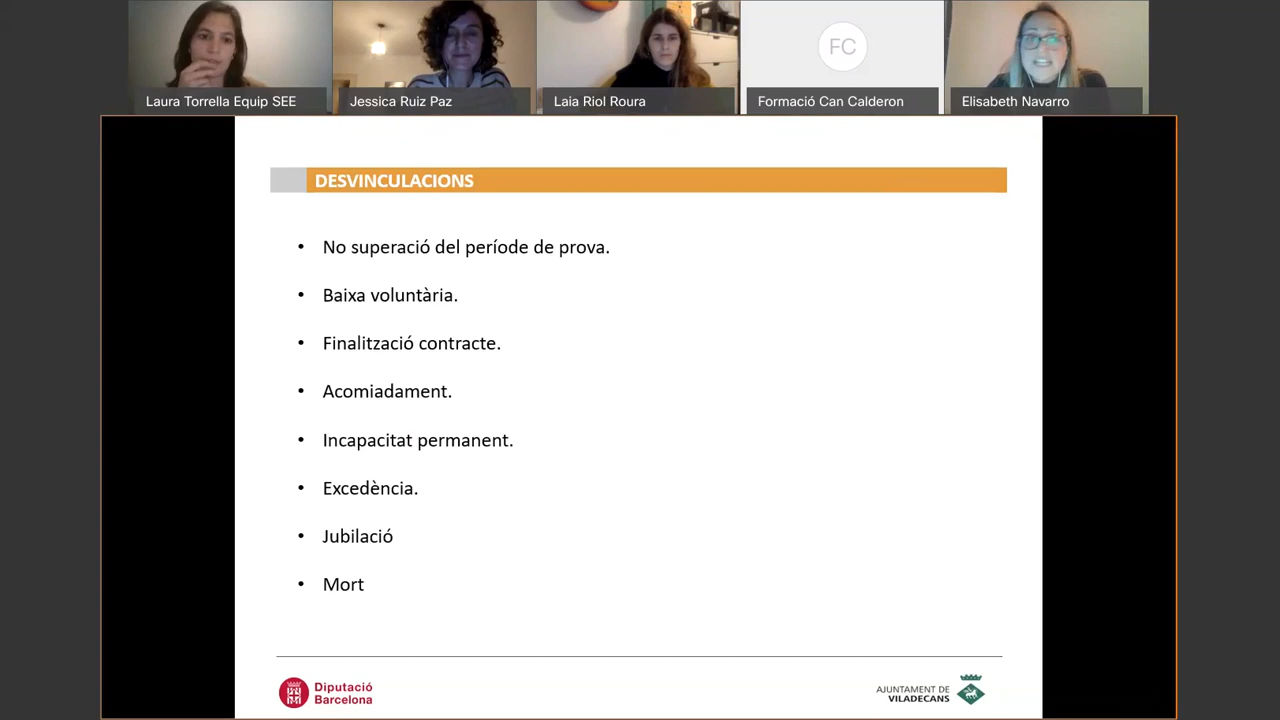 Laura Torrella Equip SEE
Jessica Ruiz Paz
Laia Riol Roura
FC
Formació Can Calderon
Elisabeth Navarro
DESVINCULACIONS
• No superació del període de prova.
• Baixa voluntària.
• Finalització contracte.
• Acomiadament.
• Incapacitat permanent.
• Excedència.
• Jubilació
• Mort
Diputació
Barcelona
AJUNTAMENT DE
VILADECANS